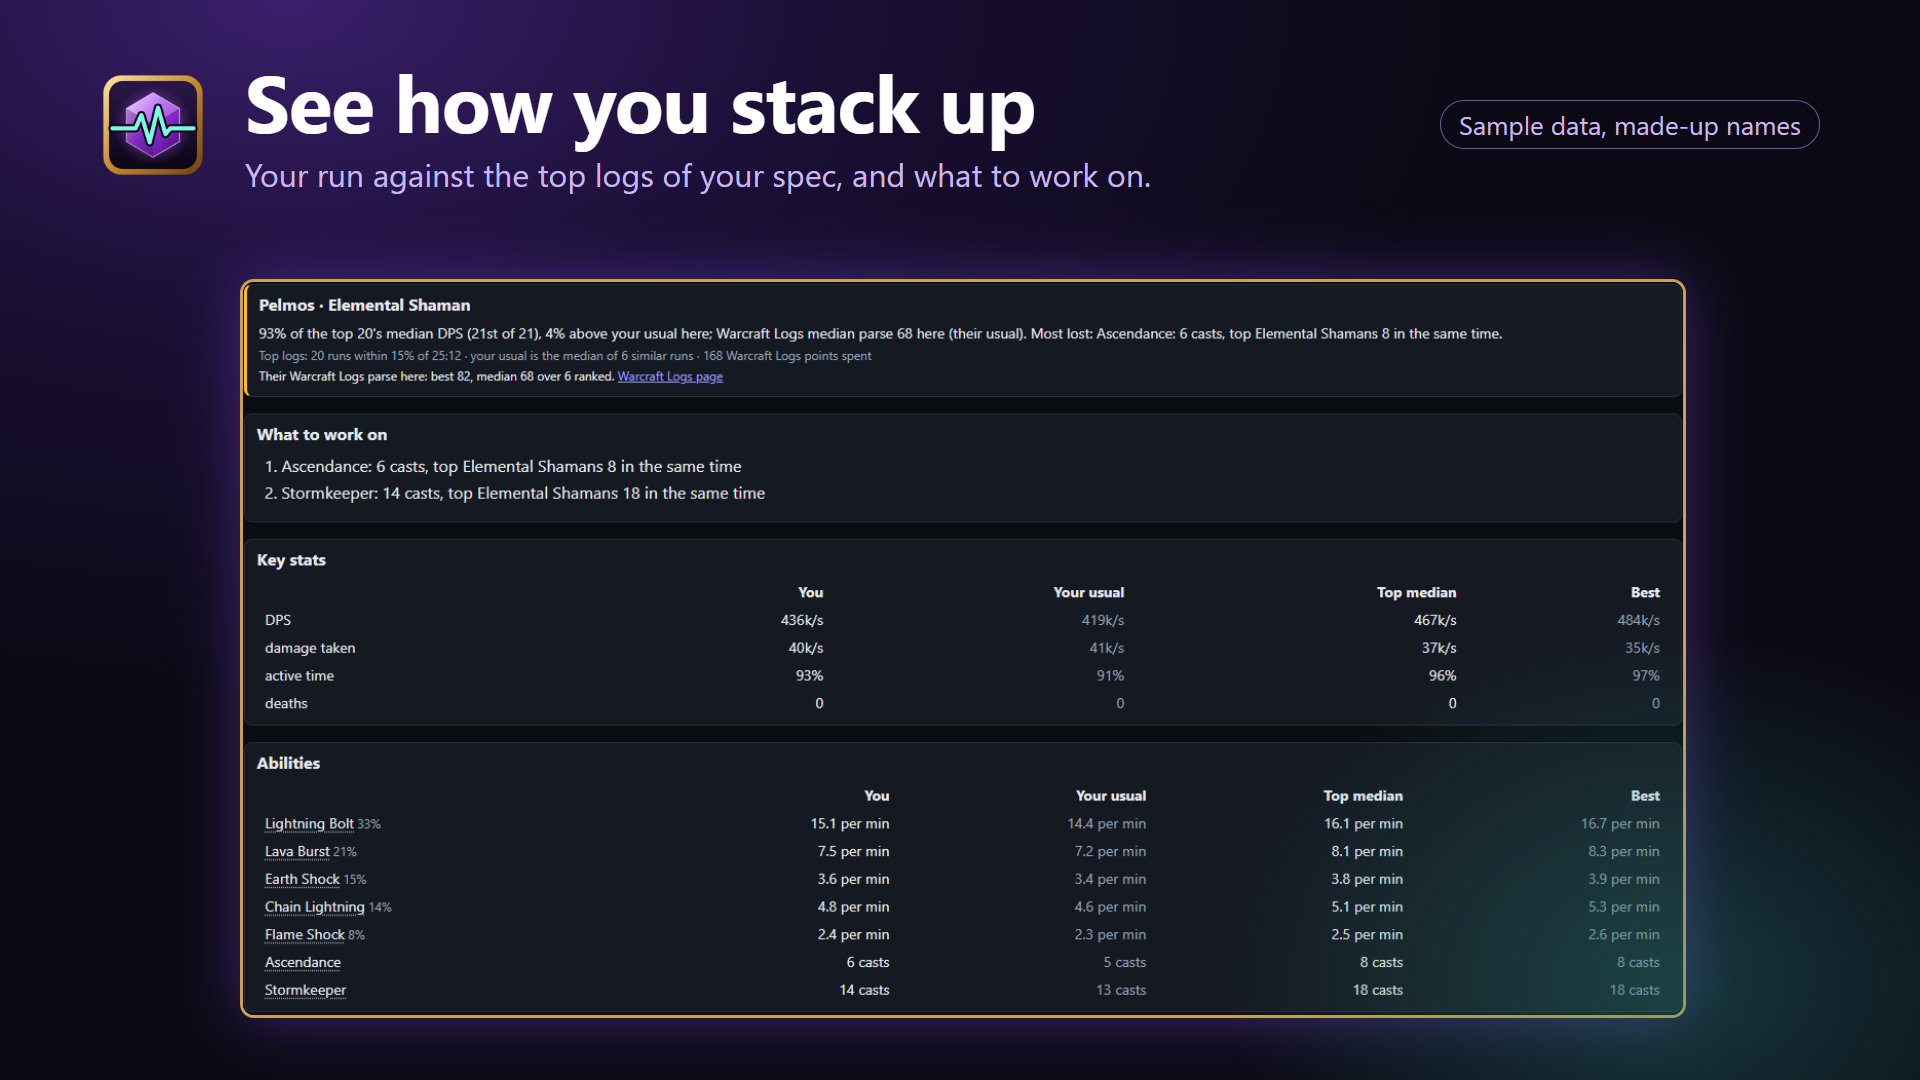 See how you stack up
Your run against the top logs of your spec, and what to work on.
Sample data, made-up names
Pelmos · Elemental Shaman
93% of the top 20's median DPS (21st of 21), 4% above your usual here; Warcraft Logs median parse 68 here (their usual). Most lost: Ascendance: 6 casts, top Elemental Shamans 8 in the same time.
Top logs: 20 runs within 15% of 25:12 · your usual is the median of 6 similar runs · 168 Warcraft Logs points spent
Their Warcraft Logs parse here: best 82, median 68 over 6 ranked. Warcraft Logs page
What to work on
1. Ascendance: 6 casts, top Elemental Shamans 8 in the same time
2. Stormkeeper: 14 casts, top Elemental Shamans 18 in the same time
Key stats
You Your usual Top median Best
DPS 436k/s 419k/s 467k/s 484k/s
damage taken 40k/s 41k/s 37k/s 35k/s
active time 93% 91% 96% 97%
deaths 0 0 0 0
Abilities
You Your usual Top median Best
Lightning Bolt 33% 15.1 per min 14.4 per min 16.1 per min 16.7 per min
Lava Burst 21% 7.5 per min 7.2 per min 8.1 per min 8.3 per min
Earth Shock 15% 3.6 per min 3.4 per min 3.8 per min 3.9 per min
Chain Lightning 14% 4.8 per min 4.6 per min 5.1 per min 5.3 per min
Flame Shock 8% 2.4 per min 2.3 per min 2.5 per min 2.6 per min
Ascendance 6 casts 5 casts 8 casts 8 casts
Stormkeeper 14 casts 13 casts 18 casts 18 casts